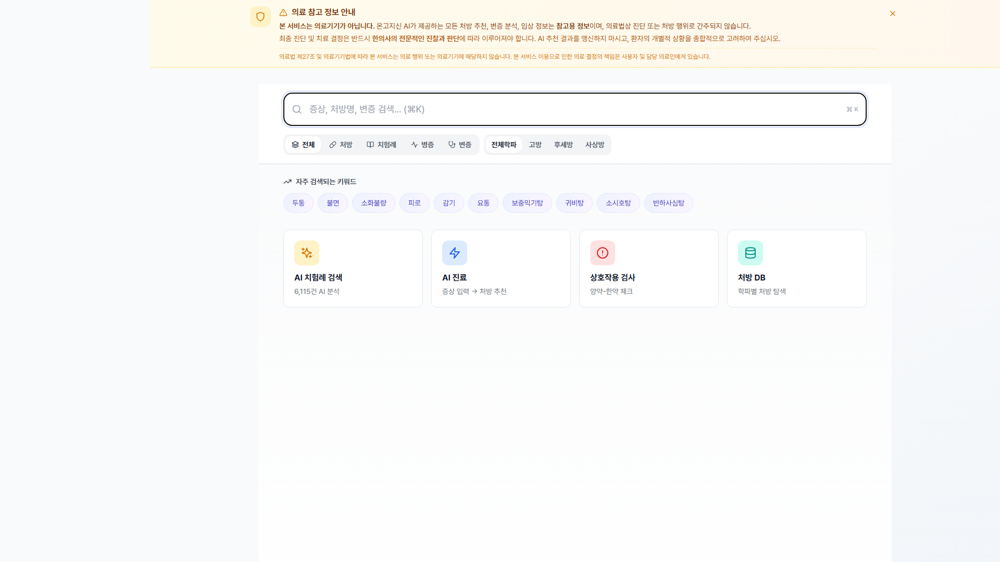 의료 참고 정보 안내
본 서비스는 의료기기가 아닙니다. 온고지신 AI가 제공하는 모든 처방 추천, 변증 분석, 임상 정보는 참고용 정보이며, 의료법상 진단 또는 처방 행위로 간주되지 않습니다.
최종 진단 및 치료 결정은 반드시 한의사의 전문적인 진찰과 판단에 따라 이루어져야 합니다. AI 추천 결과를 맹신하지 마시고, 환자의 개별적 상황을 종합적으로 고려하여 주십시오.
의료법 제27조 및 의료기기법에 따라 본 서비스는 의료 행위 또는 의료기기에 해당하지 않습니다. 본 서비스 이용으로 인한 의료 결정의 책임은 사용자 및 담당 의료인에게 있습니다.
증상, 처방명, 변증 검색... (⌘K) ⌘ K
전체 처방 치험례 병증 변증 전체학파 고방 후세방 사상방
자주 검색되는 키워드
두통 불면 소화불량 피로 감기 요통 보중익기탕 귀비탕 소시호탕 반하사심탕
AI 치험례 검색
6,115건 AI 분석
AI 진료
증상 입력 → 처방 추천
상호작용 검사
양약-한약 체크
처방 DB
학파별 처방 탐색